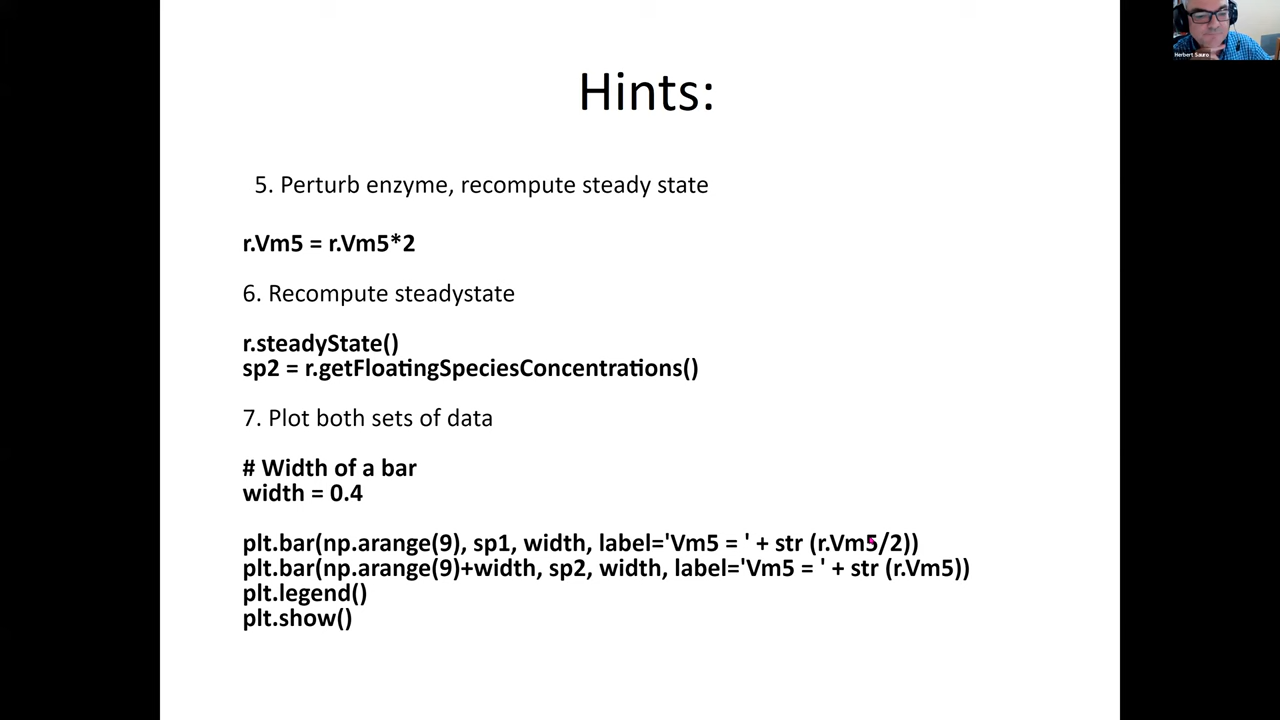 Herbert Sauro
Hints:
5. Perturb enzyme, recompute steady state
r.Vm5 = r.Vm5*2
6. Recompute steadystate
r.steadyState()
sp2 = r.getFloatingSpeciesConcentrations()
7. Plot both sets of data
# Width of a bar
width = 0.4
plt.bar(np.arange(9), sp1, width, label='Vm5 = ' + str (r.Vm5/2))
plt.bar(np.arange(9)+width, sp2, width, label='Vm5 = ' + str (r.Vm5))
plt.legend()
plt.show()